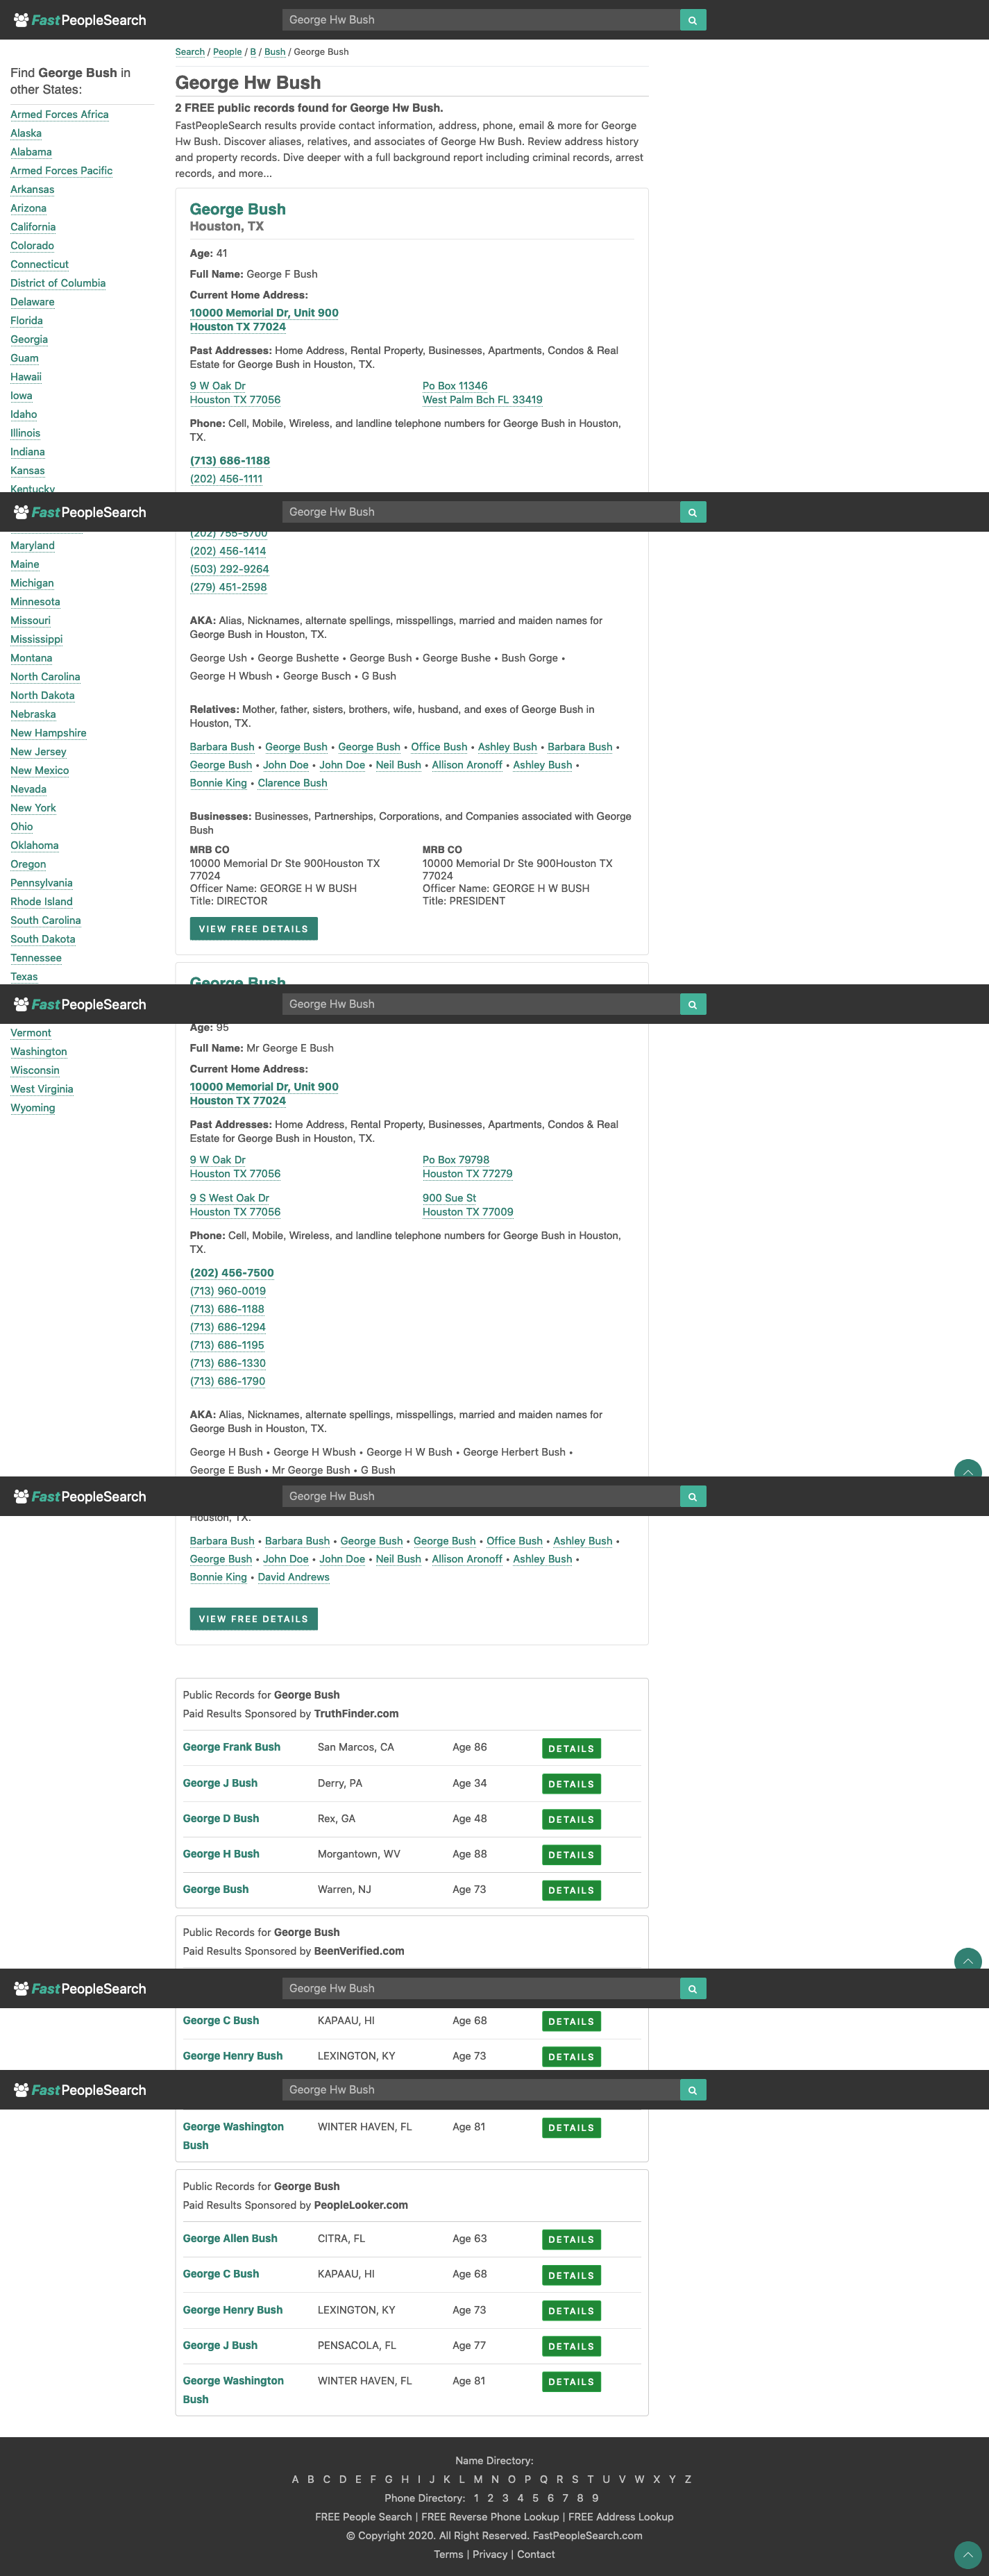 FastPeopleSearch
George Hw Bush
Search / People / B / Bush / George Bush
Find George Bush in
other States:
Armed Forces Africa
Alaska
Alabama
Armed Forces Pacific
Arkansas
Arizona
California
Colorado
Connecticut
District of Columbia
Delaware
Florida
Georgia
Guam
Hawaii
Iowa
Idaho
Illinois
Indiana
Kansas
Kentucky
George Hw Bush
2 FREE public records found for George Hw Bush.
FastPeopleSearch results provide contact information, address, phone, email & more for George
Hw Bush. Discover aliases, relatives, and associates of George Hw Bush. Review address history
and property records. Dive deeper with a full background report including criminal records, arrest
records, and more...
George Bush
Houston, TX
Age: 41
Full Name: George F Bush
Current Home Address:
10000 Memorial Dr, Unit 900
Houston TX 77024
Past Addresses: Home Address, Rental Property, Businesses, Apartments, Condos & Real
Estate for George Bush in Houston, TX.
9 W Oak Dr
Houston TX 77056
Po Box 11346
West Palm Bch FL 33419
Phone: Cell, Mobile, Wireless, and landline telephone numbers for George Bush in Houston,
TX.
(713) 686-1188
(202) 456-1111
FastPeopleSearch
George Hw Bush
Maryland
Maine
Michigan
Minnesota
Missouri
Mississippi
Montana
North Carolina
North Dakota
Nebraska
New Hampshire
New Jersey
New Mexico
Nevada
New York
Ohio
Oklahoma
Oregon
Pennsylvania
Rhode Island
South Carolina
South Dakota
Tennessee
Texas
(202) 755-5700
(202) 456-1414
(503) 292-9264
(279) 451-2598
AKA: Alias, Nicknames, alternate spellings, misspellings, married and maiden names for
George Bush in Houston, TX.
George Ush • George Bushette • George Bush • George Bushe • Bush Gorge •
George H Wbush • George Busch • G Bush
Relatives: Mother, father, sisters, brothers, wife, husband, and exes of George Bush in
Houston, TX.
Barbara Bush • George Bush • George Bush • Office Bush • Ashley Bush • Barbara Bush •
George Bush • John Doe • John Doe • Neil Bush • Allison Aronoff • Ashley Bush •
Bonnie King • Clarence Bush
Businesses: Businesses, Partnerships, Corporations, and Companies associated with George
Bush
MRB CO
10000 Memorial Dr Ste 900Houston TX
77024
Officer Name: GEORGE H W BUSH
Title: DIRECTOR
MRB CO
10000 Memorial Dr Ste 900Houston TX
77024
Officer Name: GEORGE H W BUSH
Title: PRESIDENT
VIEW FREE DETAILS
George Bush
FastPeopleSearch
George Hw Bush
Vermont
Washington
Wisconsin
West Virginia
Wyoming
Age: 95
Full Name: Mr George E Bush
Current Home Address:
10000 Memorial Dr, Unit 900
Houston TX 77024
Past Addresses: Home Address, Rental Property, Businesses, Apartments, Condos & Real
Estate for George Bush in Houston, TX.
9 W Oak Dr
Houston TX 77056
Po Box 79798
Houston TX 77279
9 S West Oak Dr
Houston TX 77056
900 Sue St
Houston TX 77009
Phone: Cell, Mobile, Wireless, and landline telephone numbers for George Bush in Houston,
TX.
(202) 456-7500
(713) 960-0019
(713) 686-1188
(713) 686-1294
(713) 686-1195
(713) 686-1330
(713) 686-1790
AKA: Alias, Nicknames, alternate spellings, misspellings, married and maiden names for
George Bush in Houston, TX.
George H Bush • George H Wbush • George H W Bush • George Herbert Bush •
George E Bush • Mr George Bush • G Bush
FastPeopleSearch
George Hw Bush
Houston, TX.
Barbara Bush • Barbara Bush • George Bush • George Bush • Office Bush • Ashley Bush •
George Bush • John Doe • John Doe • Neil Bush • Allison Aronoff • Ashley Bush •
Bonnie King • David Andrews
VIEW FREE DETAILS
Public Records for George Bush
Paid Results Sponsored by TruthFinder.com
George Frank Bush San Marcos, CA Age 86 DETAILS
George J Bush Derry, PA Age 34 DETAILS
George D Bush Rex, GA Age 48 DETAILS
George H Bush Morgantown, WV Age 88 DETAILS
George Bush Warren, NJ Age 73 DETAILS
Public Records for George Bush
Paid Results Sponsored by BeenVerified.com
FastPeopleSearch
George Hw Bush
George C Bush KAPAAU, HI Age 68 DETAILS
George Henry Bush LEXINGTON, KY Age 73 DETAILS
FastPeopleSearch
George Hw Bush
George Washington WINTER HAVEN, FL Age 81 DETAILS
Bush
Public Records for George Bush
Paid Results Sponsored by PeopleLooker.com
George Allen Bush CITRA, FL Age 63 DETAILS
George C Bush KAPAAU, HI Age 68 DETAILS
George Henry Bush LEXINGTON, KY Age 73 DETAILS
George J Bush PENSACOLA, FL Age 77 DETAILS
George Washington WINTER HAVEN, FL Age 81 DETAILS
Bush
Name Directory:
A B C D E F G H I J K L M N O P Q R S T U V W X Y Z
Phone Directory: 1 2 3 4 5 6 7 8 9
FREE People Search | FREE Reverse Phone Lookup | FREE Address Lookup
© Copyright 2020. All Right Reserved. FastPeopleSearch.com
Terms | Privacy | Contact